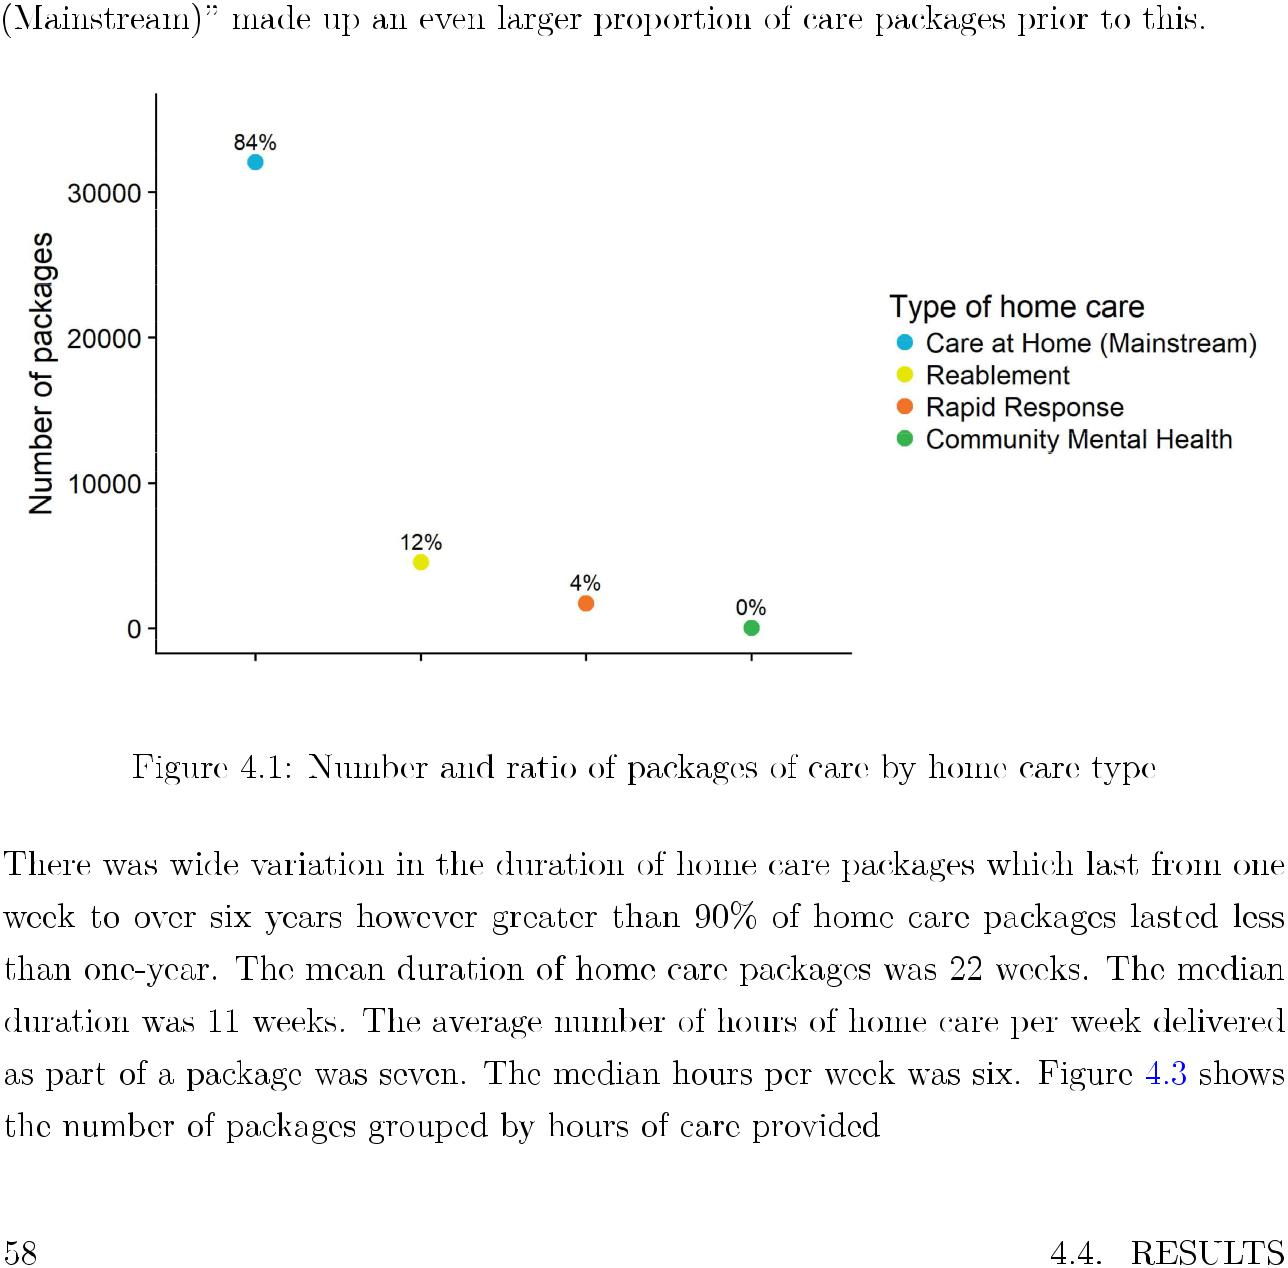 (Mainstream)” made up an even larger proportion of care packages prior to this.
84%
30000
20000
10000
0
Number of packages
12%
4%
0%
Type of home care
Care at Home (Mainstream)
Reablement
Rapid Response
Community Mental Health
Figure 4.1: Number and ratio of packages of care by home care type
There was wide variation in the duration of home care packages which last from one
week to over six years however greater than 90% of home care packages lasted less
than one-year. The mean duration of home care packages was 22 weeks. The median
duration was 11 weeks. The average number of hours of home care per week delivered
as part of a package was seven. The median hours per week was six. Figure 4.3 shows
the number of packages grouped by hours of care provided
58 4.4. RESULTS